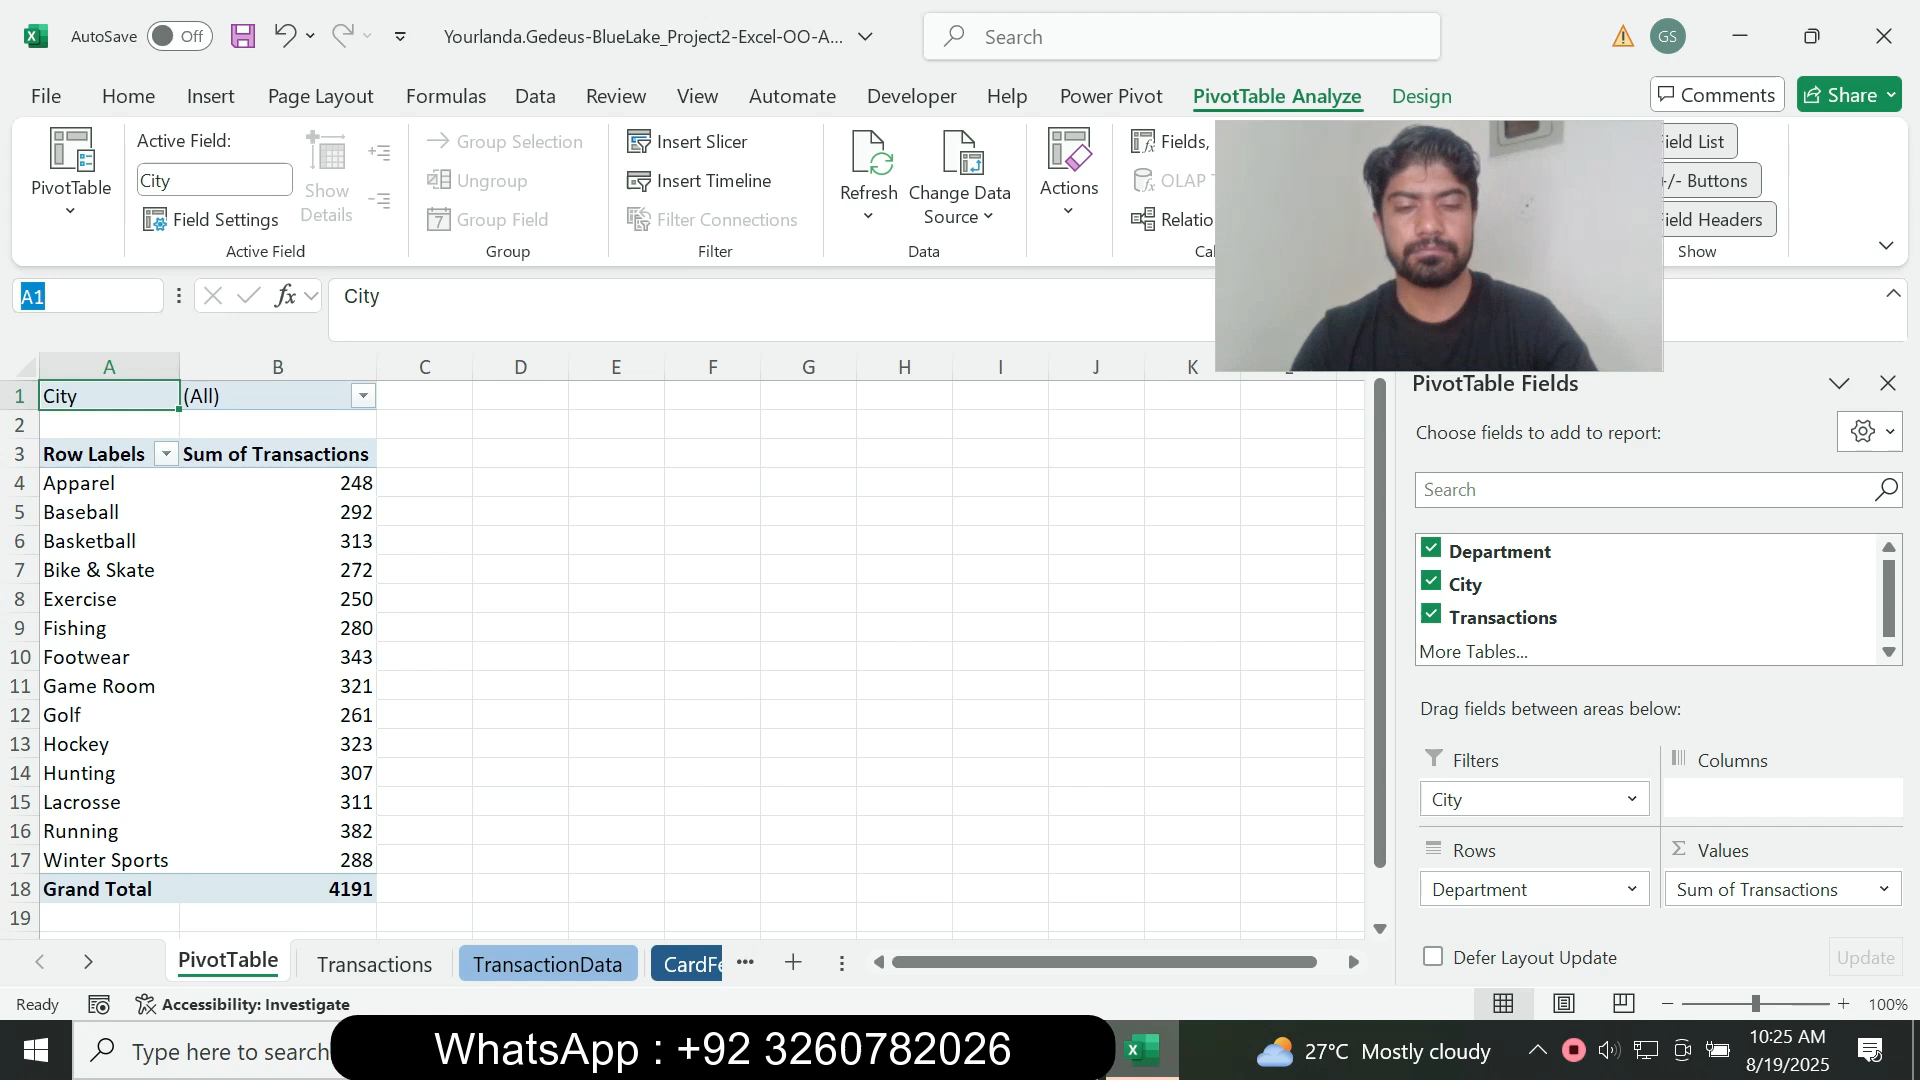 AutoSave Off Yourlanda.Gedeus-BlueLake_Project2-Excel-OO-A... Search GS
File Home Insert Page Layout Formulas Data Review View Automate Developer Help Power Pivot PivotTable Analyze Design Comments Share
PivotTable
Active Field:
City
Field Settings
Show Details
Active Field
Group Selection
Ungroup
Group Field
Group
Insert Slicer
Insert Timeline
Filter Connections
Filter
Refresh
Change Data Source
Data
Actions
Fields,
OLAP
Relatio
Cal
ield List
+/- Buttons
ield Headers
Show
A1 fx City
A B C D E F G H I J K
1 City (All)
2
3 Row Labels Sum of Transactions
4 Apparel 248
5 Baseball 292
6 Basketball 313
7 Bike & Skate 272
8 Exercise 250
9 Fishing 280
10 Footwear 343
11 Game Room 321
12 Golf 261
13 Hockey 323
14 Hunting 307
15 Lacrosse 311
16 Running 382
17 Winter Sports 288
18 Grand Total 4191
19
PivotTable Fields
Choose fields to add to report:
Search
Department
City
Transactions
More Tables...
Drag fields between areas below:
Filters
City
Columns
Rows
Department
Σ Values
Sum of Transactions
Defer Layout Update Update
PivotTable Transactions TransactionData CardFe ...
Ready Accessibility: Investigate 100%
Type here to search
WhatsApp : +92 3260782026
27°C Mostly cloudy
10:25 AM
8/19/2025